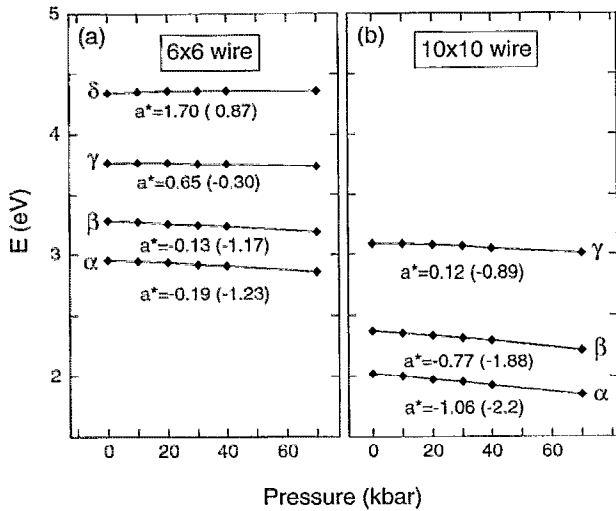 (a)
6x6 wire
(b)
10x10 wire
5
4
3
2
E (eV)
δ
a*=1.70 ( 0.87)
γ
a*=0.65 (-0.30)
β
a*=-0.13 (-1.17)
α
a*=-0.19 (-1.23)
γ
a*=0.12 (-0.89)
β
a*=-0.77 (-1.88)
α
a*=-1.06 (-2.2)
0 20 40 60
0 20 40 60
Pressure (kbar)